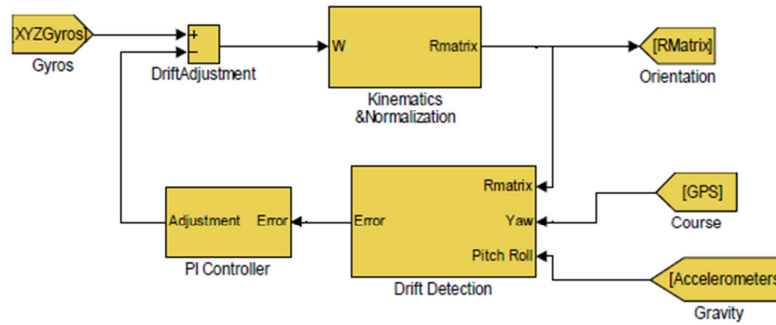 [XYZGyros]
Gyros
+
−
DriftAdjustment
W
Rmatrix
Kinematics
&Normalization
[RMatrix]
Orientation
Rmatrix
Yaw
Pitch Roll
Error
Drift Detection
Adjustment
Error
PI Controller
[GPS]
Course
[Accelerometers
Gravity